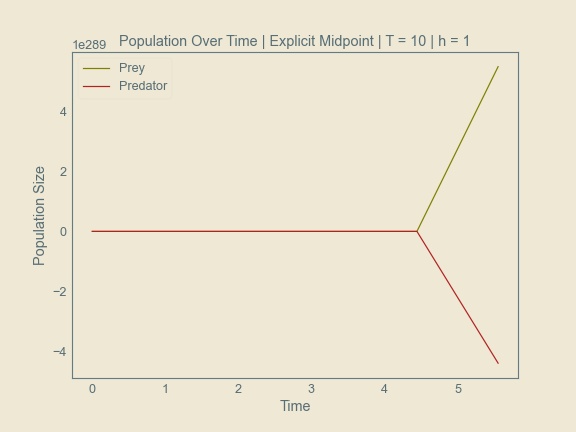 Population Over Time | Explicit Midpoint | T = 10 | h = 1
1e289
Prey
Predator
4
2
0
−2
−4
Population Size
0 1 2 3 4 5
Time